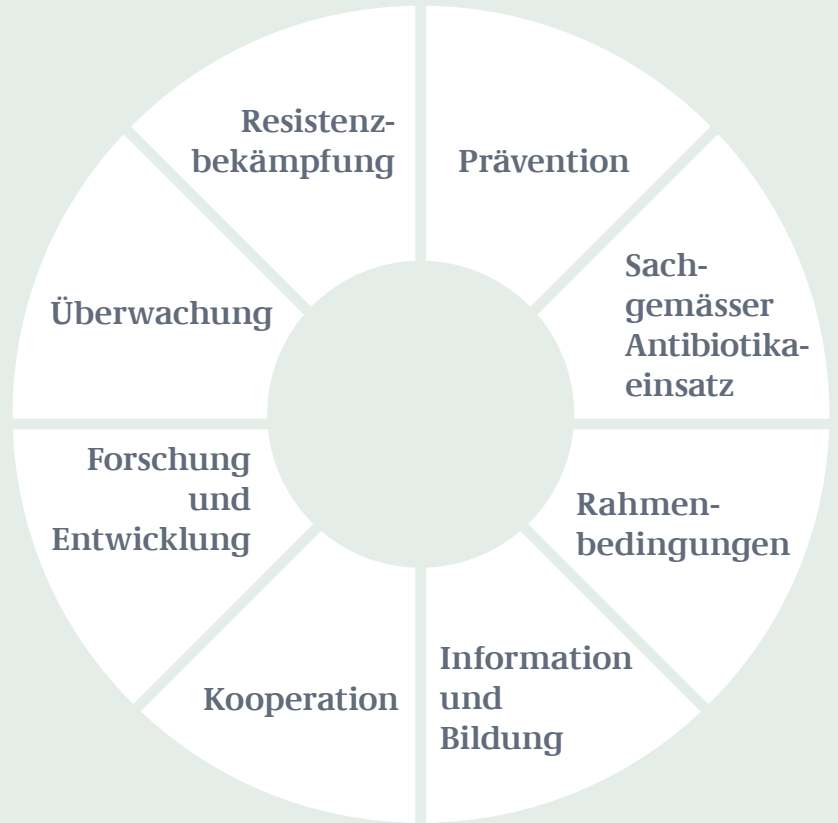 Resistenz-
bekämpfung
Prävention
Sach-
gemässer
Antibiotika-
einsatz
Rahmen-
bedingungen
Information
und
Bildung
Kooperation
Forschung
und
Entwicklung
Überwachung